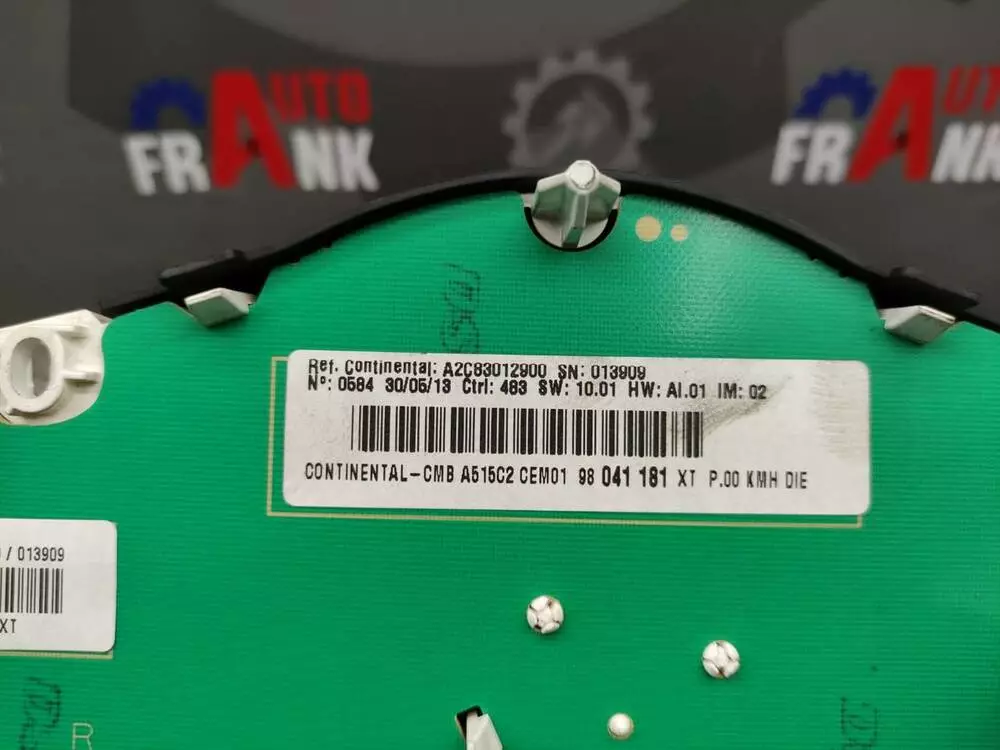 AUTO
FRANK
AUTO
FRANK
Ref. Continental: A2C83012900 SN: 013909
Nº: 0584 30/05/13 Ctrl: 483 SW: 10.01 HW: AI.01 IM: 02
CONTINENTAL-CMB A515C2 CEM01 98 041 181 XT P.00 KMH DIE
/ 013909
XT
R